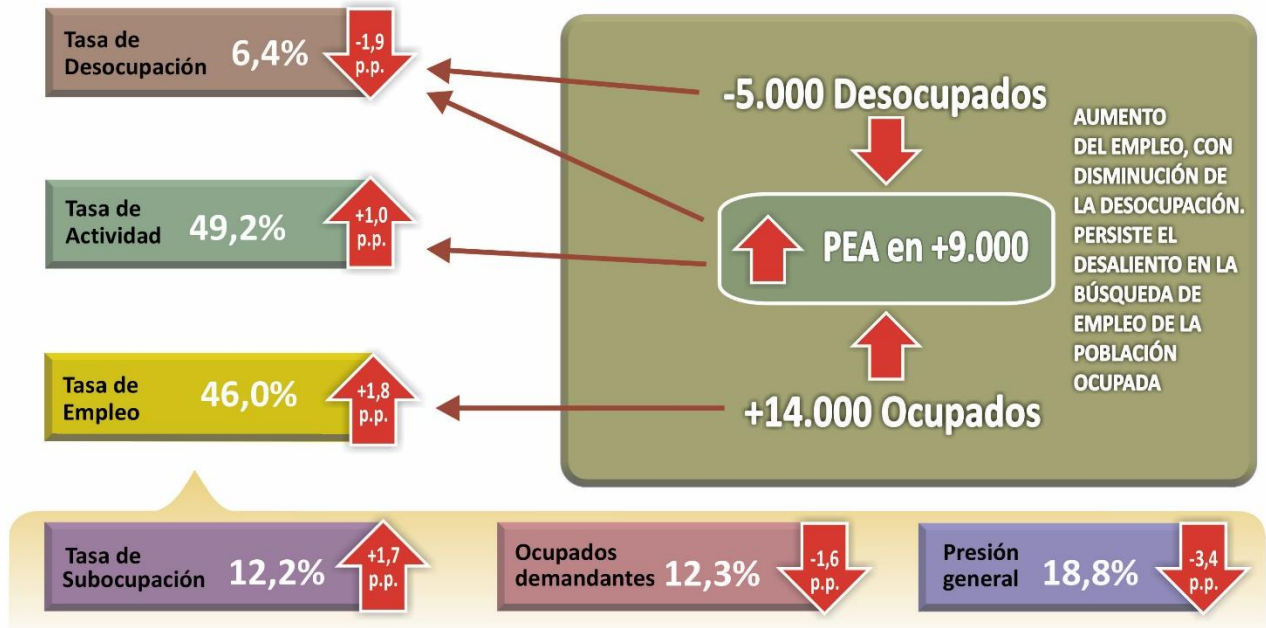 Tasa de
Desocupación 6,4%
-1,9
p.p.
Tasa de
Actividad 49,2%
+1,0
p.p.
Tasa de
Empleo 46,0%
+1,8
p.p.
-5.000 Desocupados
PEA en +9.000
+14.000 Ocupados
AUMENTO
DEL EMPLEO, CON
DISMINUCIÓN DE
LA DESOCUPACIÓN.
PERSISTE EL
DESALIENTO EN LA
BÚSQUEDA DE
EMPLEO DE LA
POBLACIÓN
OCUPADA
Tasa de
Subocupación 12,2%
+1,7
p.p.
Ocupados
demandantes 12,3%
-1,6
p.p.
Presión
general 18,8%
-3,4
p.p.